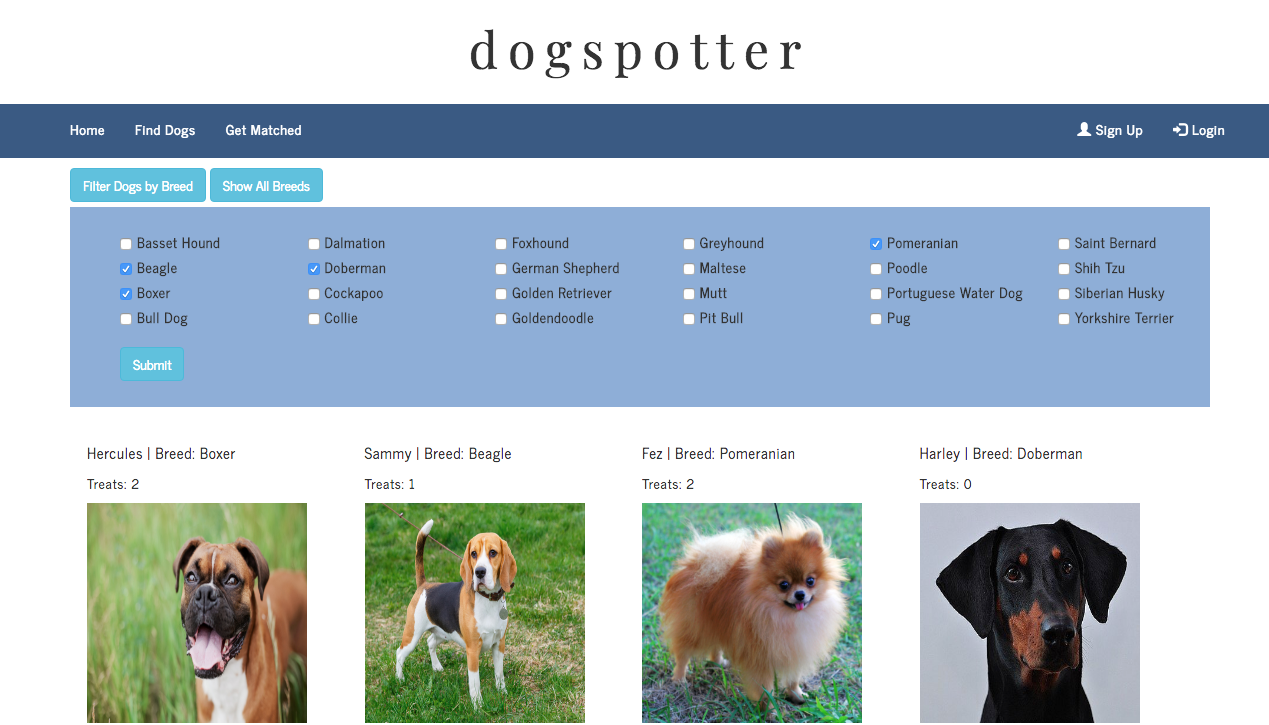 dogspotter
Home Find Dogs Get Matched Sign Up Login
Filter Dogs by Breed Show All Breeds
Basset Hound Dalmation Foxhound Greyhound Pomeranian Saint Bernard
Beagle Doberman German Shepherd Maltese Poodle Shih Tzu
Boxer Cockapoo Golden Retriever Mutt Portuguese Water Dog Siberian Husky
Bull Dog Collie Goldendoodle Pit Bull Pug Yorkshire Terrier
Submit
Hercules | Breed: Boxer Sammy | Breed: Beagle Fez | Breed: Pomeranian Harley | Breed: Doberman
Treats: 2 Treats: 1 Treats: 2 Treats: 0